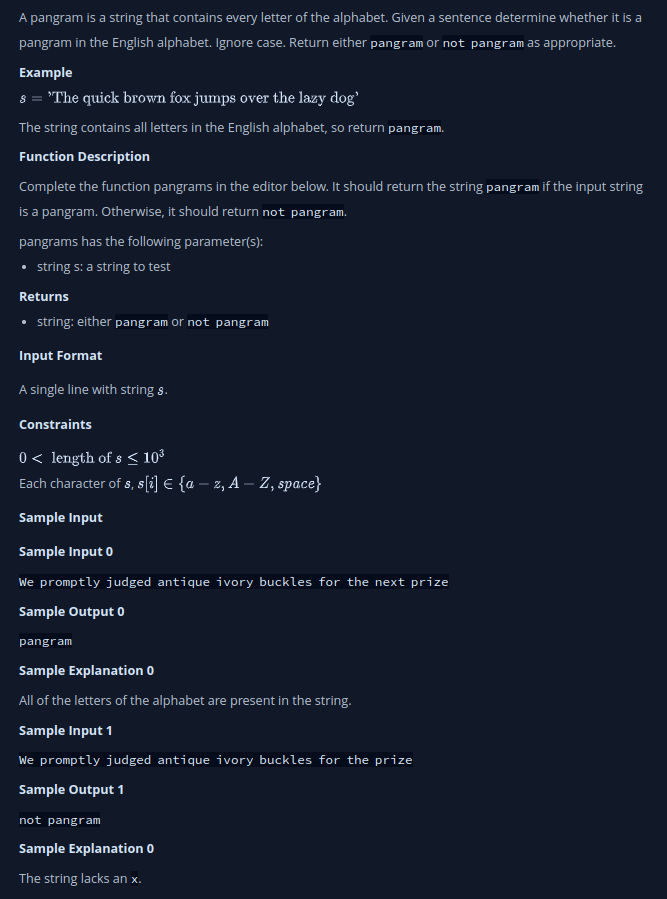 A pangram is a string that contains every letter of the alphabet. Given a sentence determine whether it is a
pangram in the English alphabet. Ignore case. Return either pangram or not pangram as appropriate.
Example
s = 'The quick brown fox jumps over the lazy dog'
The string contains all letters in the English alphabet, so return pangram.
Function Description
Complete the function pangrams in the editor below. It should return the string pangram if the input string
is a pangram. Otherwise, it should return not pangram.
pangrams has the following parameter(s):
• string s: a string to test
Returns
• string: either pangram or not pangram
Input Format
A single line with string s.
Constraints
0 < length of s ≤ 10³
Each character of s, s[i] ∈ {a − z, A − Z, space}
Sample Input
Sample Input 0
We promptly judged antique ivory buckles for the next prize
Sample Output 0
pangram
Sample Explanation 0
All of the letters of the alphabet are present in the string.
Sample Input 1
We promptly judged antique ivory buckles for the prize
Sample Output 1
not pangram
Sample Explanation 0
The string lacks an x.